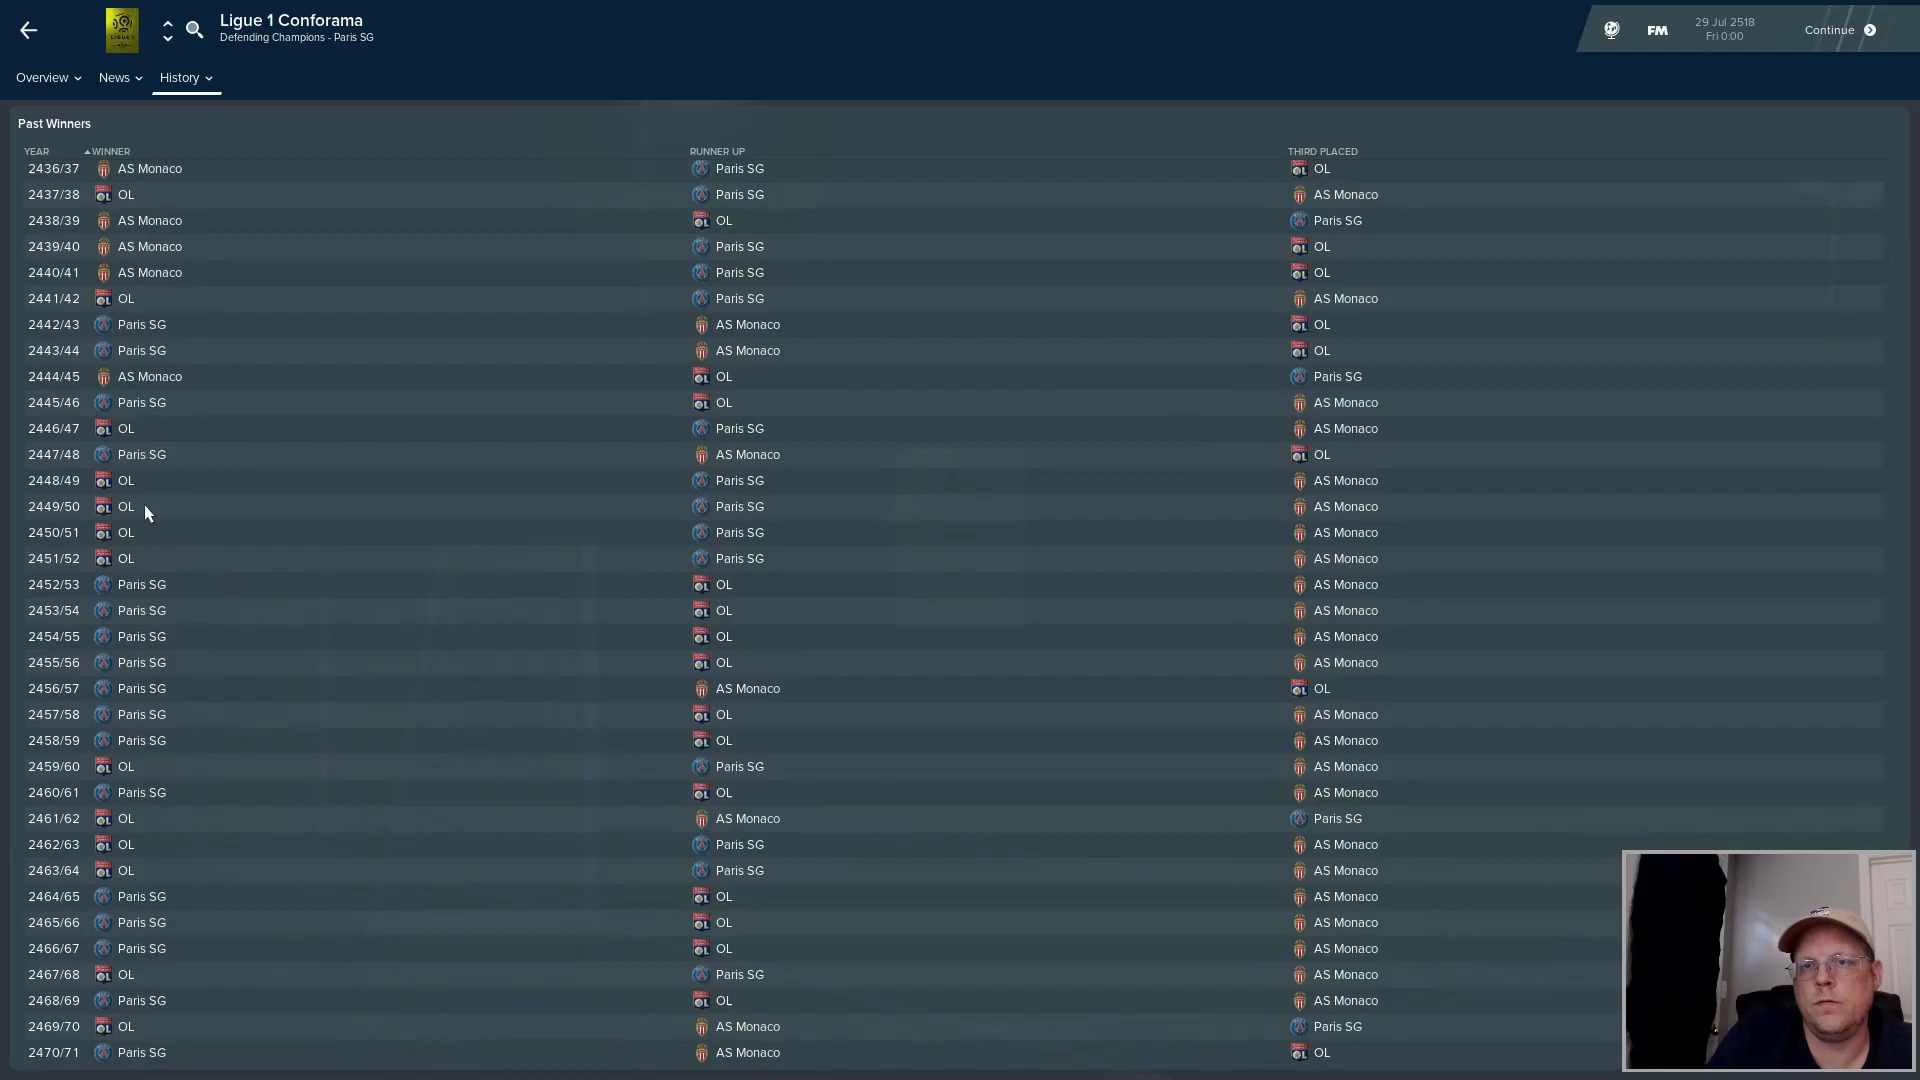 Ligue 1 Conforama
Defending Champions - Paris SG
FM
29 Jul 2518
Fri 0:00
Continue
Overview
News
History
Past Winners
YEAR WINNER RUNNER UP THIRD PLACED
2436/37 AS Monaco Paris SG OL
2437/38 OL Paris SG AS Monaco
2438/39 AS Monaco OL Paris SG
2439/40 AS Monaco Paris SG OL
2440/41 AS Monaco Paris SG OL
2441/42 OL Paris SG AS Monaco
2442/43 Paris SG AS Monaco OL
2443/44 Paris SG AS Monaco OL
2444/45 AS Monaco OL Paris SG
2445/46 Paris SG OL AS Monaco
2446/47 OL Paris SG AS Monaco
2447/48 Paris SG AS Monaco OL
2448/49 OL Paris SG AS Monaco
2449/50 OL Paris SG AS Monaco
2450/51 OL Paris SG AS Monaco
2451/52 OL Paris SG AS Monaco
2452/53 Paris SG OL AS Monaco
2453/54 Paris SG OL AS Monaco
2454/55 Paris SG OL AS Monaco
2455/56 Paris SG OL AS Monaco
2456/57 Paris SG AS Monaco OL
2457/58 Paris SG OL AS Monaco
2458/59 Paris SG OL AS Monaco
2459/60 OL Paris SG AS Monaco
2460/61 Paris SG OL AS Monaco
2461/62 OL AS Monaco Paris SG
2462/63 OL Paris SG AS Monaco
2463/64 OL Paris SG AS Monaco
2464/65 Paris SG OL AS Monaco
2465/66 Paris SG OL AS Monaco
2466/67 Paris SG OL AS Monaco
2467/68 OL Paris SG AS Monaco
2468/69 Paris SG OL AS Monaco
2469/70 OL AS Monaco Paris SG
2470/71 Paris SG AS Monaco OL